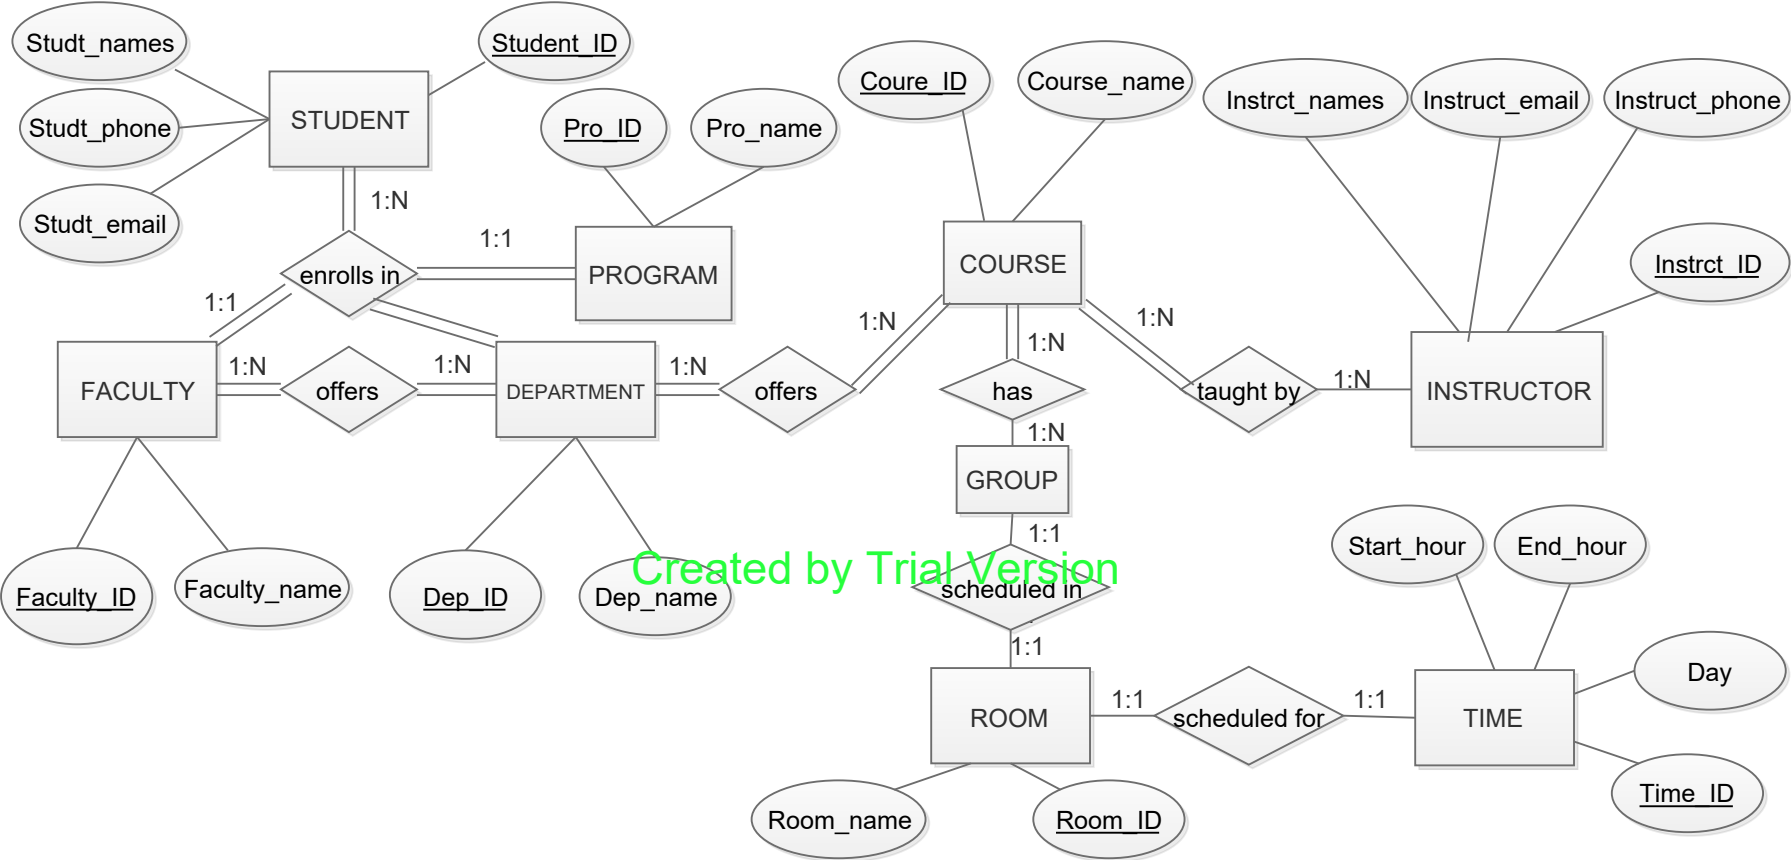 Studt_names
Student_ID
Studt_phone
Studt_email
STUDENT
1:N
Pro_ID
Pro_name
PROGRAM
1:1
enrolls in
1:1
FACULTY
1:N
offers
1:N
DEPARTMENT
1:N
offers
1:N
Faculty_ID
Faculty_name
Dep_ID
Dep_name
Coure_ID
Course_name
COURSE
1:N
has
1:N
GROUP
1:1
scheduled in
1:1
Created by Trial Version
1:N
taught by
1:N
Instrct_names
Instruct_email
Instruct_phone
Instrct_ID
INSTRUCTOR
ROOM
Room_name
Room_ID
1:1
scheduled for
1:1
TIME
Start_hour
End_hour
Day
Time_ID